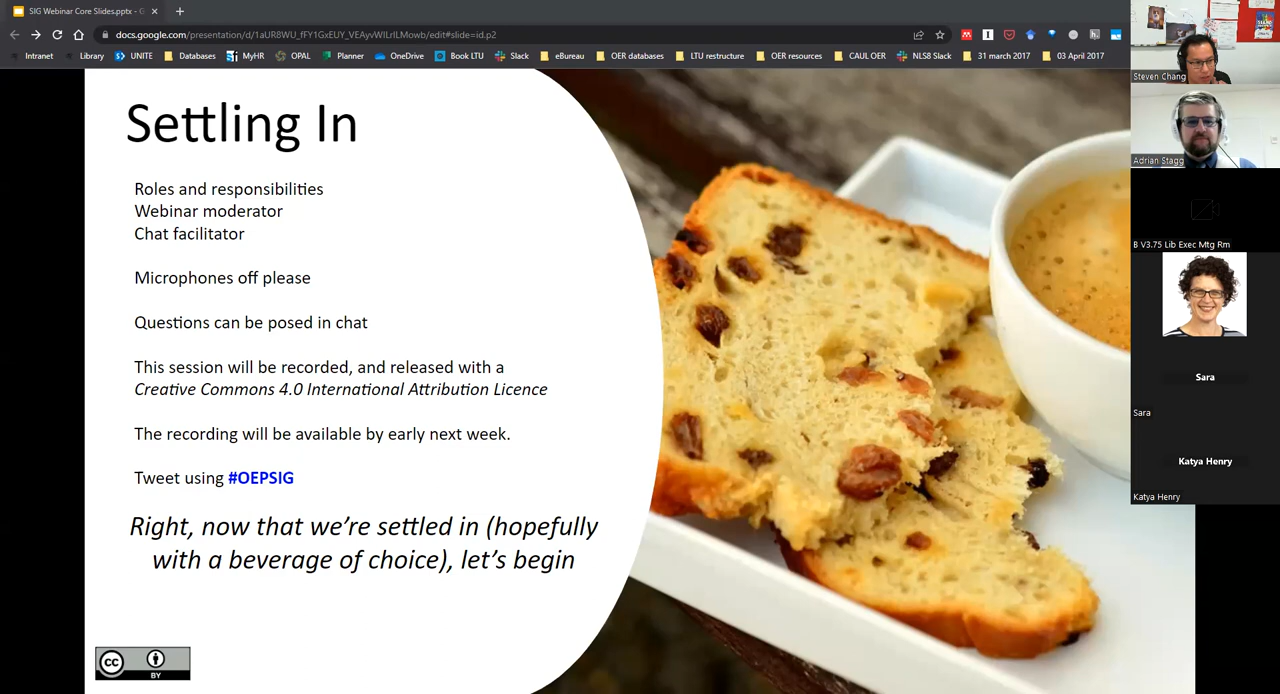 SIG Webinar Core Slides.pptx - G
docs.google.com/presentation/d/1aUR8WU_fFY1GxEUY_VEAyvWILrlLMowb/edit#slide=id.p2
Intranet
Library
UNITE
Databases
MyHR
OPAL
Planner
OneDrive
Book LTU
Slack
eBureau
OER databases
LTU restructure
OER resources
CAUL OER
NLS8 Slack
31 march 2017
03 April 2017
Settling In
Roles and responsibilities
Webinar moderator
Chat facilitator
Microphones off please
Questions can be posed in chat
This session will be recorded, and released with a
Creative Commons 4.0 International Attribution Licence
The recording will be available by early next week.
Tweet using #OEPSIG
Right, now that we're settled in (hopefully
with a beverage of choice), let's begin
cc
BY
Steven Chang
Adrian Stagg
B V3.75 Lib Exec Mtg Rm
Sara
Sara
Katya Henry
Katya Henry